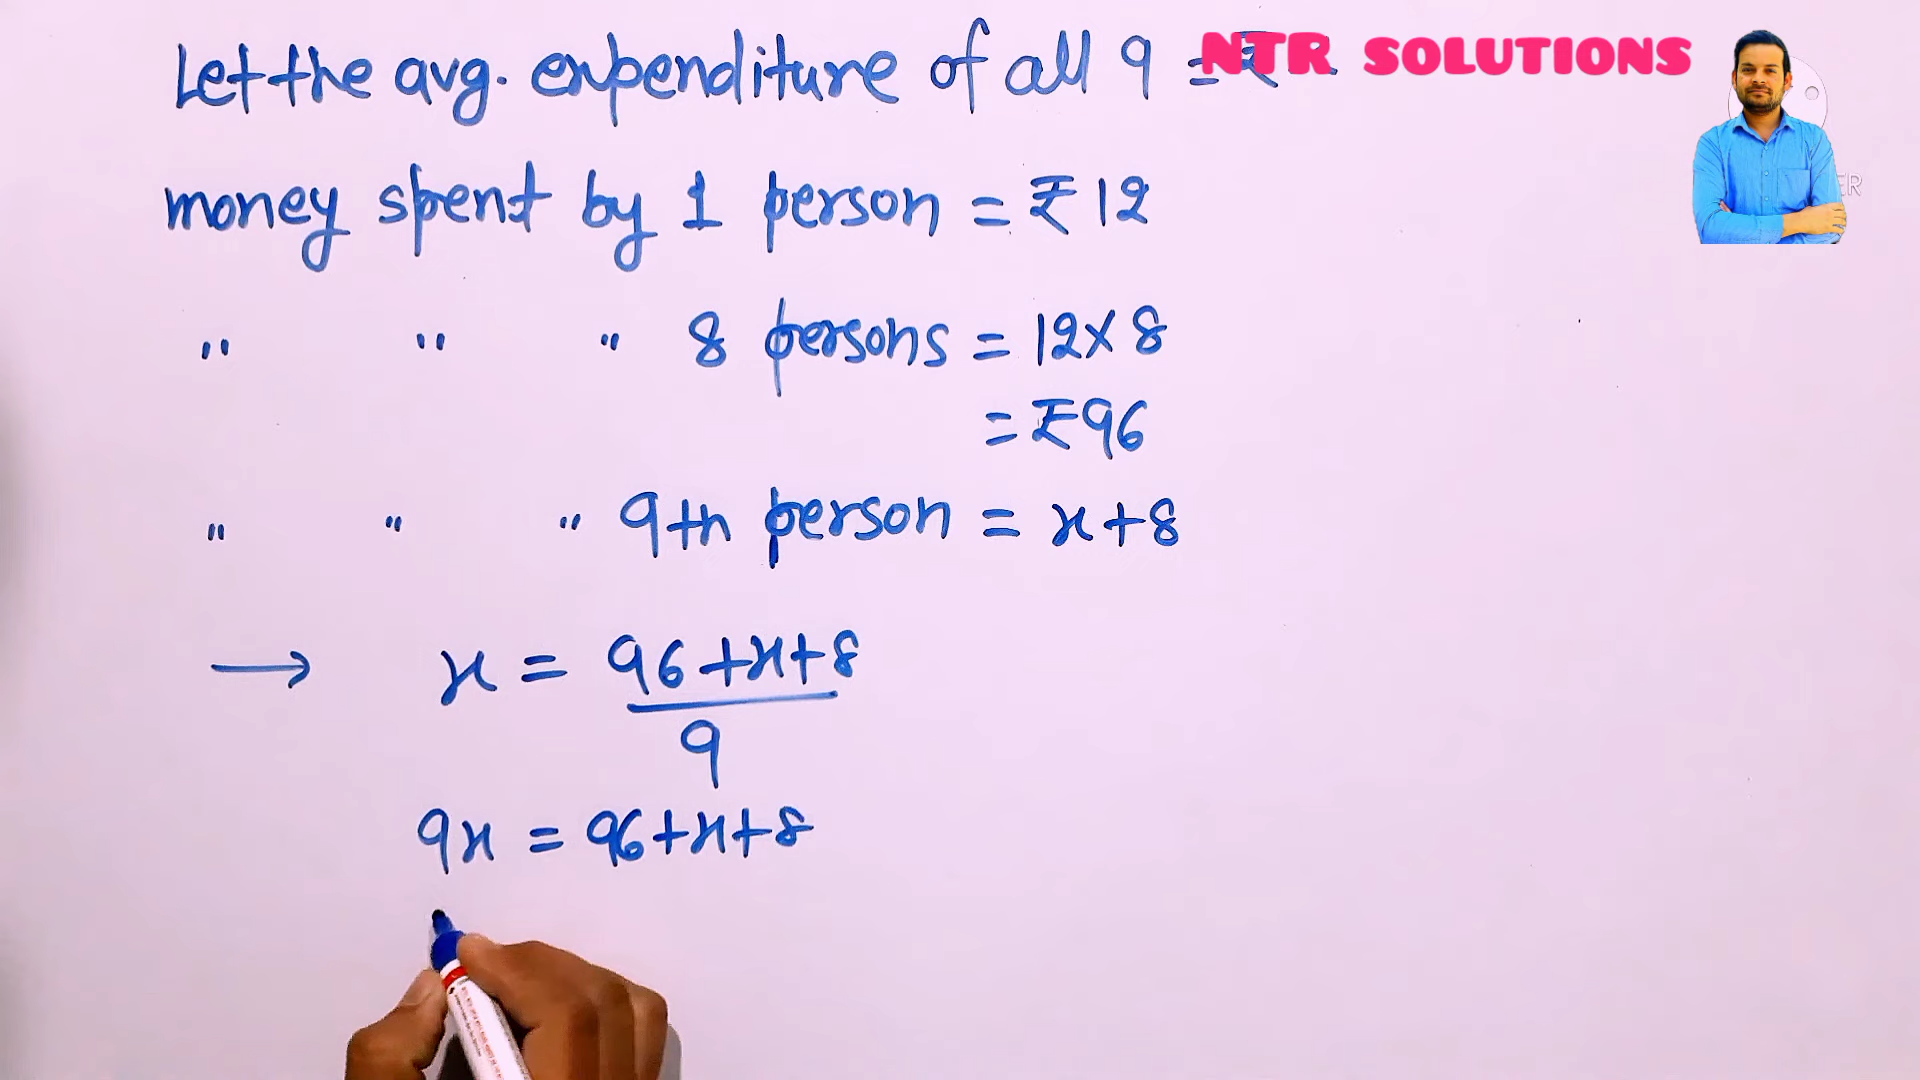 NTR SOLUTIONS
Let the avg. expenditure of all 9 = ₹
money spent by 1 person = ₹12
" " " 8 persons = 12×8
= ₹96
" " " 9th person = x+8
→ x = 96+x+8
9
9x = 96+x+8